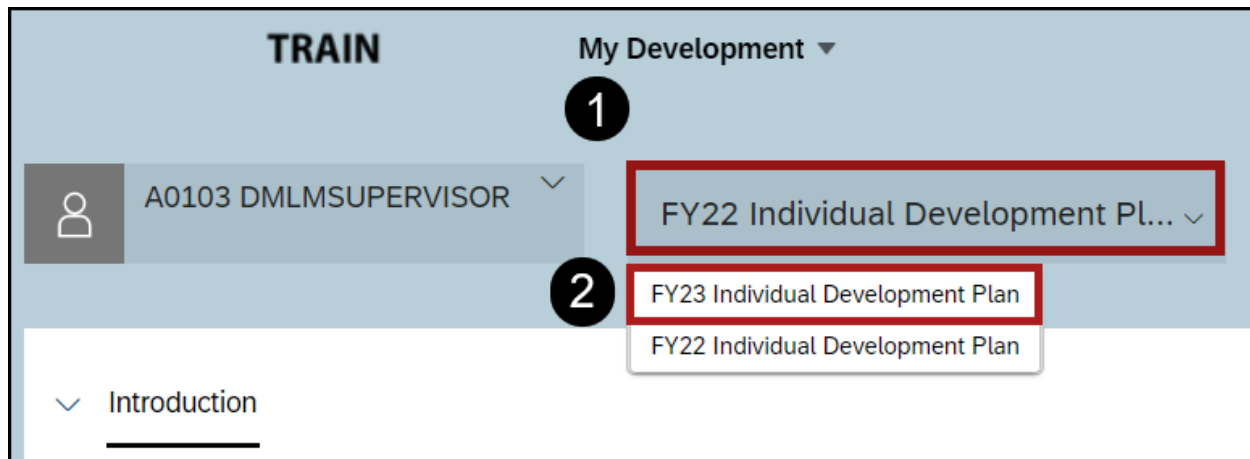 TRAIN
My Development
1
A0103 DMLMSUPERVISOR
FY22 Individual Development Pl...
2
FY23 Individual Development Plan
FY22 Individual Development Plan
Introduction